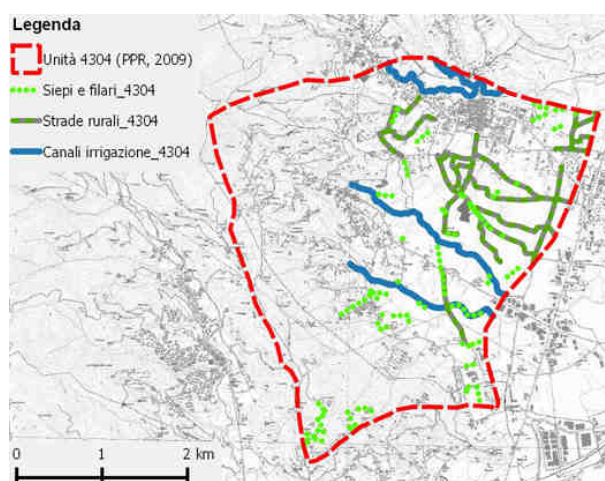 Legenda
Unità 4304 (PPR, 2009)
Siepi e filari_4304
Strade rurali_4304
Canali irrigazione_4304
0 1 2 km